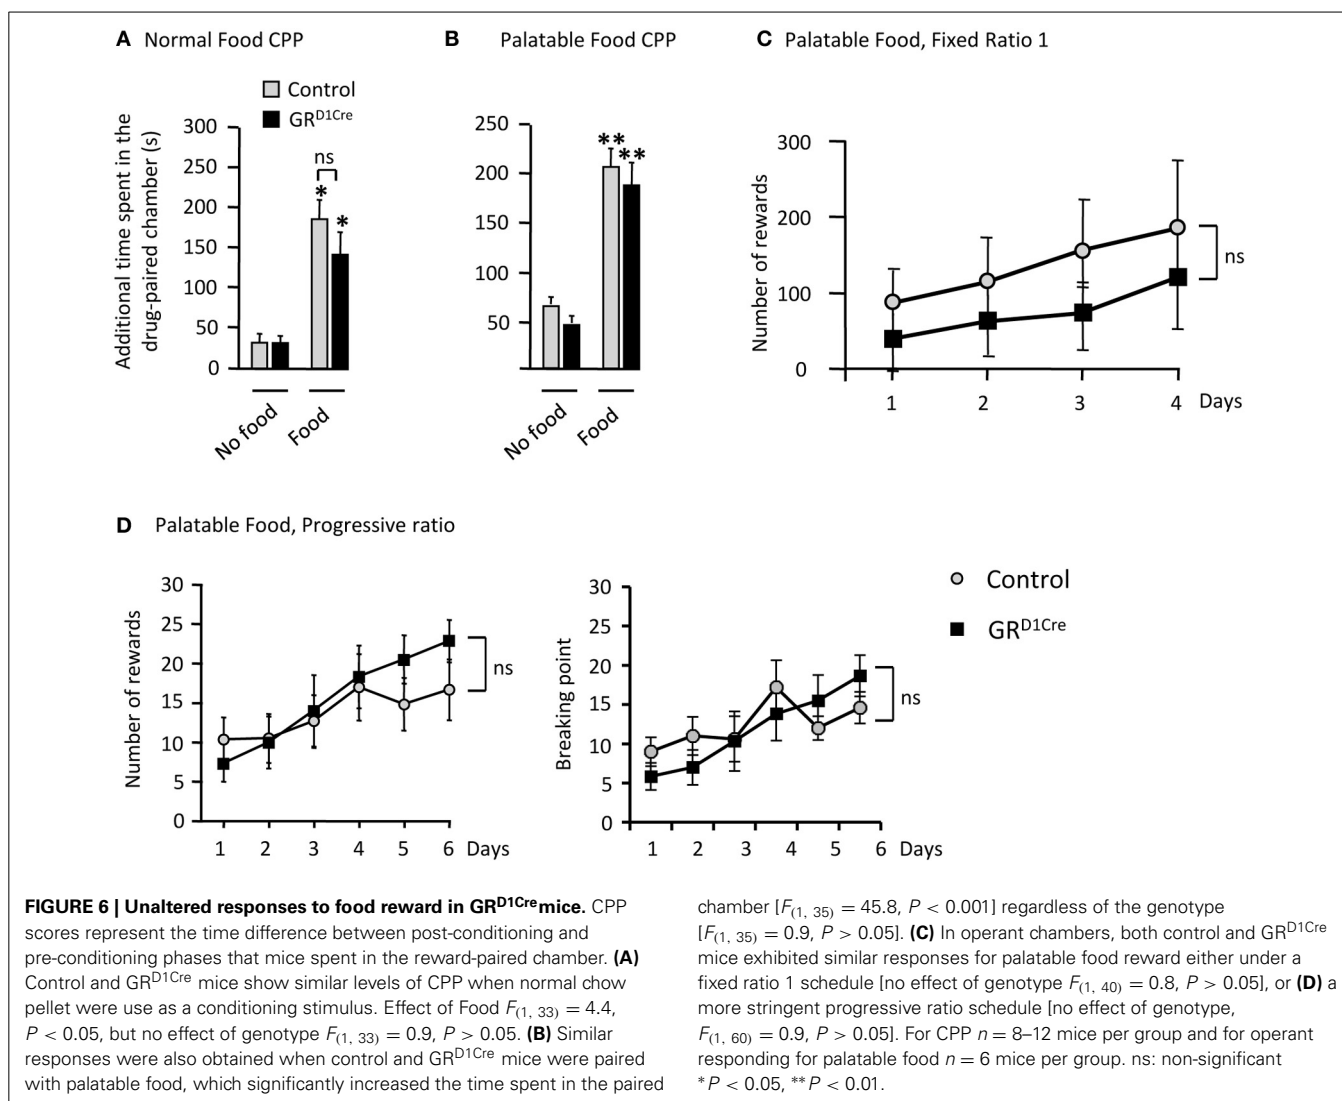 A Normal Food CPP
B Palatable Food CPP
C Palatable Food, Fixed Ratio 1
Control
GR^D1Cre
Additional time spent in the
drug-paired chamber (s)
300
250
200
150
100
50
0
ns
*
*
No food
Food
250
200
150
100
50
**
**
No food
Food
Number of rewards
300
200
100
0
ns
1 2 3 4 Days
D Palatable Food, Progressive ratio
Number of rewards
30
25
20
15
10
5
0
ns
1 2 3 4 5 6 Days
Breaking point
30
25
20
15
10
5
0
ns
1 2 3 4 5 6 Days
Control
GR^D1Cre
FIGURE 6 | Unaltered responses to food reward in GR^D1Cre mice. CPP
scores represent the time difference between post-conditioning and
pre-conditioning phases that mice spent in the reward-paired chamber. (A)
Control and GR^D1Cre mice show similar levels of CPP when normal chow
pellet were use as a conditioning stimulus. Effect of Food F(1, 33) = 4.4,
P < 0.05, but no effect of genotype F(1, 33) = 0.9, P > 0.05. (B) Similar
responses were also obtained when control and GR^D1Cre mice were paired
with palatable food, which significantly increased the time spent in the paired
chamber [F(1, 35) = 45.8, P < 0.001] regardless of the genotype
[F(1, 35) = 0.9, P > 0.05]. (C) In operant chambers, both control and GR^D1Cre
mice exhibited similar responses for palatable food reward either under a
fixed ratio 1 schedule [no effect of genotype F(1, 40) = 0.8, P > 0.05], or (D) a
more stringent progressive ratio schedule [no effect of genotype,
F(1, 60) = 0.9, P > 0.05]. For CPP n = 8–12 mice per group and for operant
responding for palatable food n = 6 mice per group. ns: non-significant
*P < 0.05, **P < 0.01.